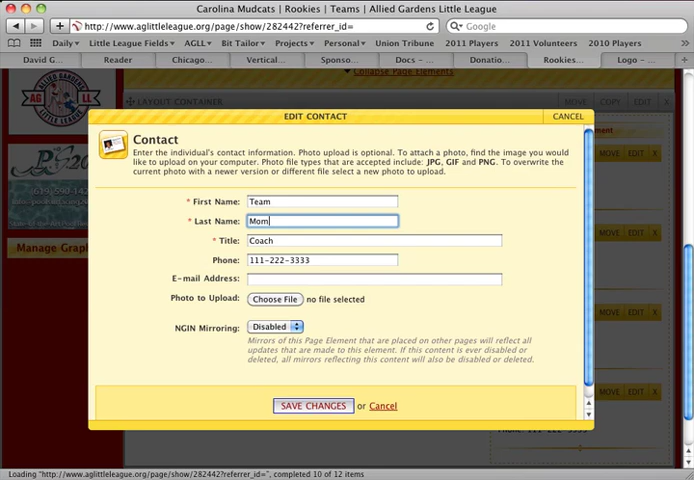 Carolina Mudcats | Rookies | Teams | Allied Gardens Little League
http://www.aglittleleague.org/page/show/282442?referrer_id=
Google
Daily Little League Fields AGLL Bit Tailor Projects Personal Union Tribune 2011 Players 2011 Volunteers 2010 Players
David G... Reader Chicago... Vertical... Sponso... Docs - ... Donatio... Rookies... Logo - ...
Collapse Page Elements
AG LL
LAYOUT CONTAINER MOVE COPY EDIT X
EDIT CONTACT CANCEL
Contact
Enter the individual's contact information. Photo upload is optional. To attach a photo, find the image you would
like to upload on your computer. Photo file types that are accepted include: JPG, GIF and PNG. To overwrite the
current photo with a newer version or different file select a new photo to upload.
* First Name: Team
* Last Name: Mom
* Title: Coach
Phone: 111-222-3333
E-mail Address:
Photo to Upload: Choose File no file selected
NGIN Mirroring: Disabled
Mirrors of this Page Element that are placed on other pages will reflect all
updates that are made to this element. If this content is ever disabled or
deleted, all mirrors reflecting this content will also be disabled or deleted.
SAVE CHANGES or Cancel
Manage Graph
MOVE EDIT X
MOVE EDIT X
MOVE EDIT X
MOVE EDIT X
Loading "http://www.aglittleleague.org/page/show/282442?referrer_id=", completed 10 of 12 items